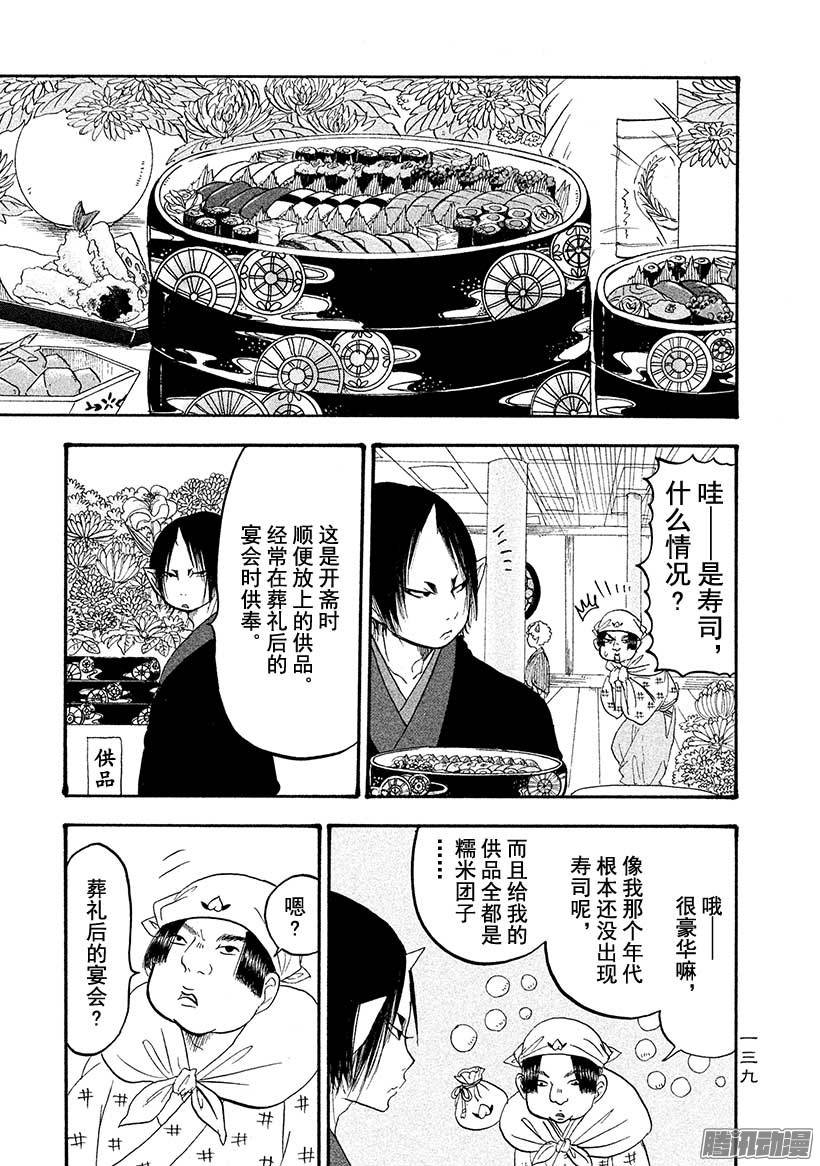 哇——是寿司，
什么情况？
这是开斋时
顺便放上的供品。
经常在葬礼后的
宴会时供奉。
供品
哦——
很豪华嘛，
像我那个年代
根本还没出现
寿司呢，
而且给我的
供品全都是
糯米团子
……
嗯？
葬礼后的宴会？
一三九
腾讯动漫